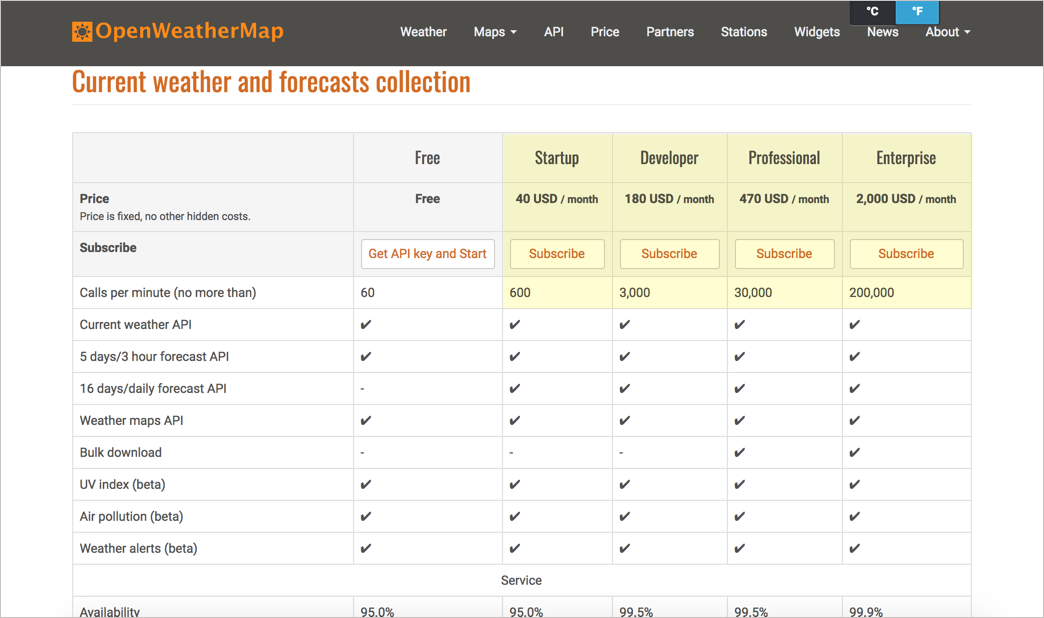 °C °F
OpenWeatherMap Weather Maps API Price Partners Stations Widgets News About
Current weather and forecasts collection
Free Startup Developer Professional Enterprise
Price Free 40 USD / month 180 USD / month 470 USD / month 2,000 USD / month
Price is fixed, no other hidden costs.
Subscribe Get API key and Start Subscribe Subscribe Subscribe Subscribe
Calls per minute (no more than) 60 600 3,000 30,000 200,000
Current weather API ✔ ✔ ✔ ✔ ✔
5 days/3 hour forecast API ✔ ✔ ✔ ✔ ✔
16 days/daily forecast API - ✔ ✔ ✔ ✔
Weather maps API ✔ ✔ ✔ ✔ ✔
Bulk download - - - ✔ ✔
UV index (beta) ✔ ✔ ✔ ✔ ✔
Air pollution (beta) ✔ ✔ ✔ ✔ ✔
Weather alerts (beta) ✔ ✔ ✔ ✔ ✔
Service
Availability 95.0% 95.0% 99.5% 99.5% 99.9%